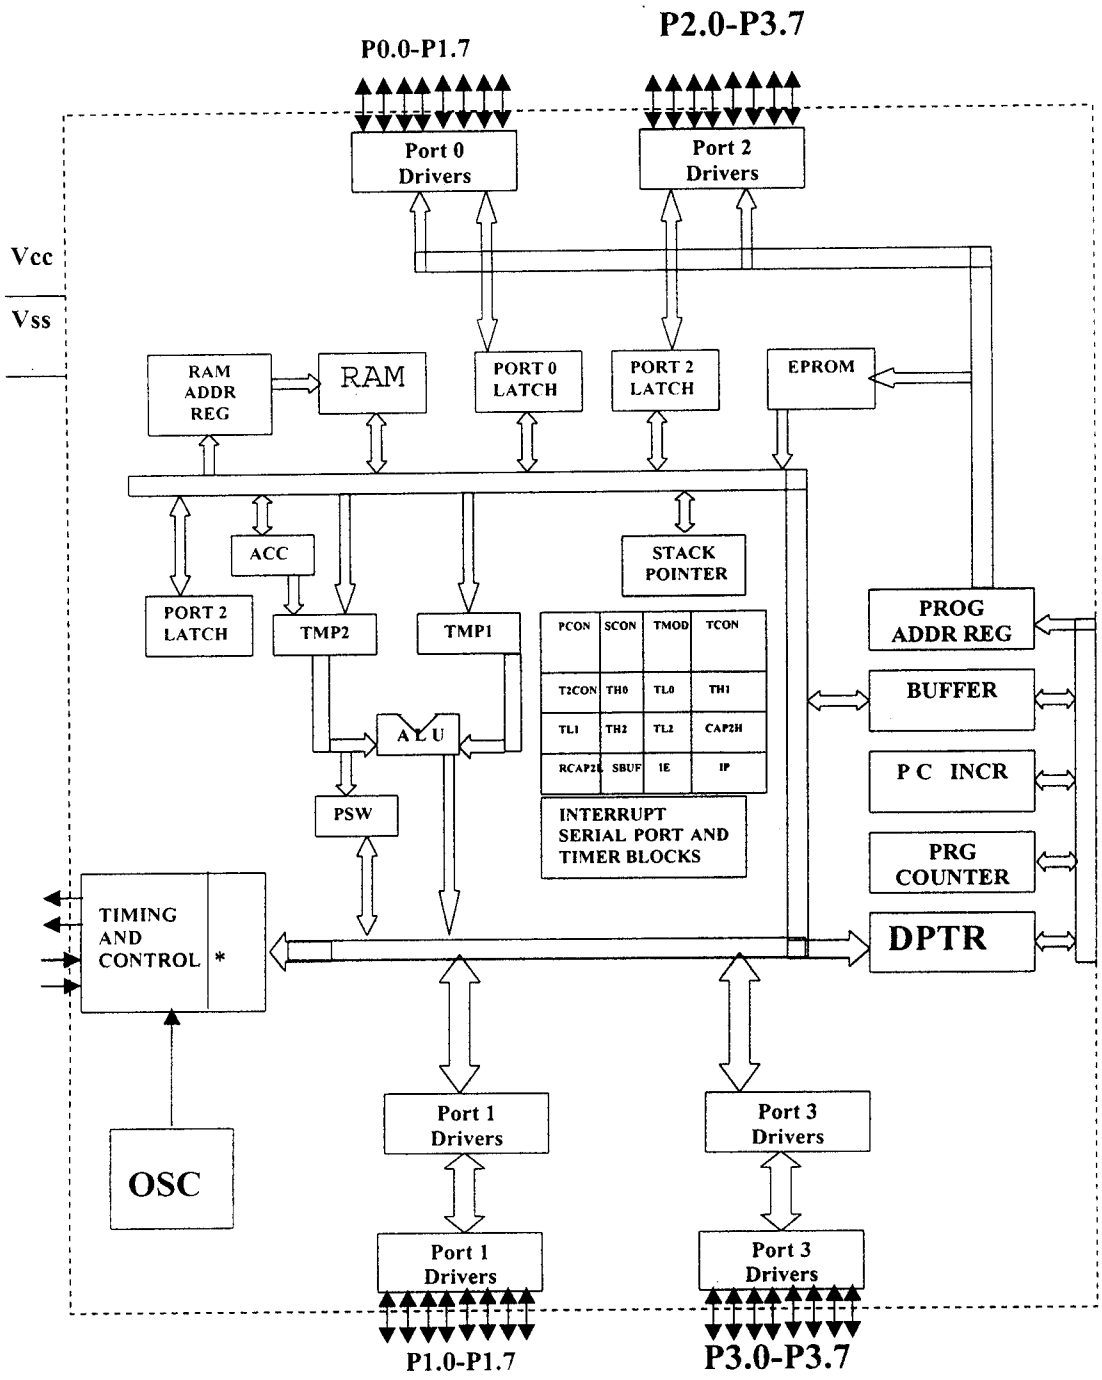 P2.0-P3.7
P0.0-P1.7
Port 0
Drivers
Port 2
Drivers
Vcc
Vss
RAM
ADDR
REG
RAM
PORT 0
LATCH
PORT 2
LATCH
EPROM
ACC
STACK
POINTER
PORT 2
LATCH
TMP2
TMP1
PROG
ADDR REG
PCON SCON TMOD TCON
T2CON TH0 TL0 TH1
TL1 TH2 TL2 CAP2H
RCAP2L SBUF IE IP
BUFFER
ALU
P C INCR
PSW
INTERRUPT
SERIAL PORT AND
TIMER BLOCKS
PRG
COUNTER
TIMING
AND
CONTROL *
DPTR
Port 1
Drivers
Port 3
Drivers
OSC
Port 1
Drivers
Port 3
Drivers
P1.0-P1.7
P3.0-P3.7